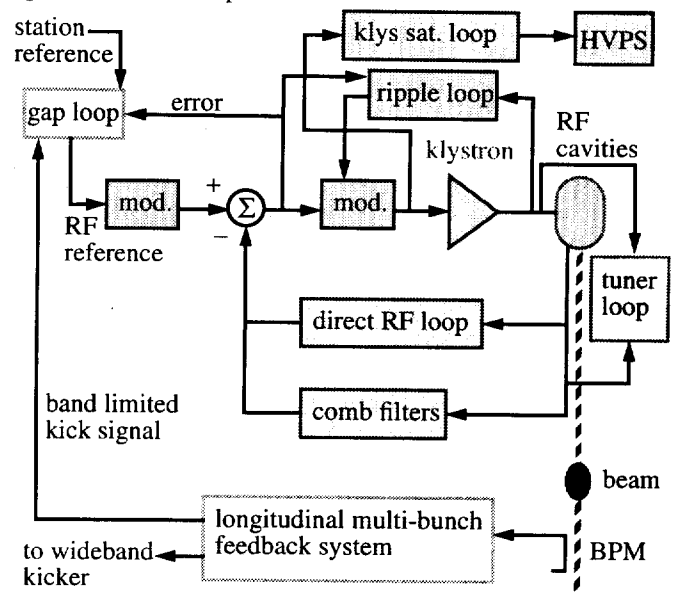 station
reference
klys sat. loop
HVPS
ripple loop
gap loop
error
klystron
RF
cavities
mod.
+
Σ
−
mod.
RF
reference
tuner
loop
direct RF loop
comb filters
band limited
kick signal
beam
longitudinal multi-bunch
feedback system
to wideband
kicker
BPM